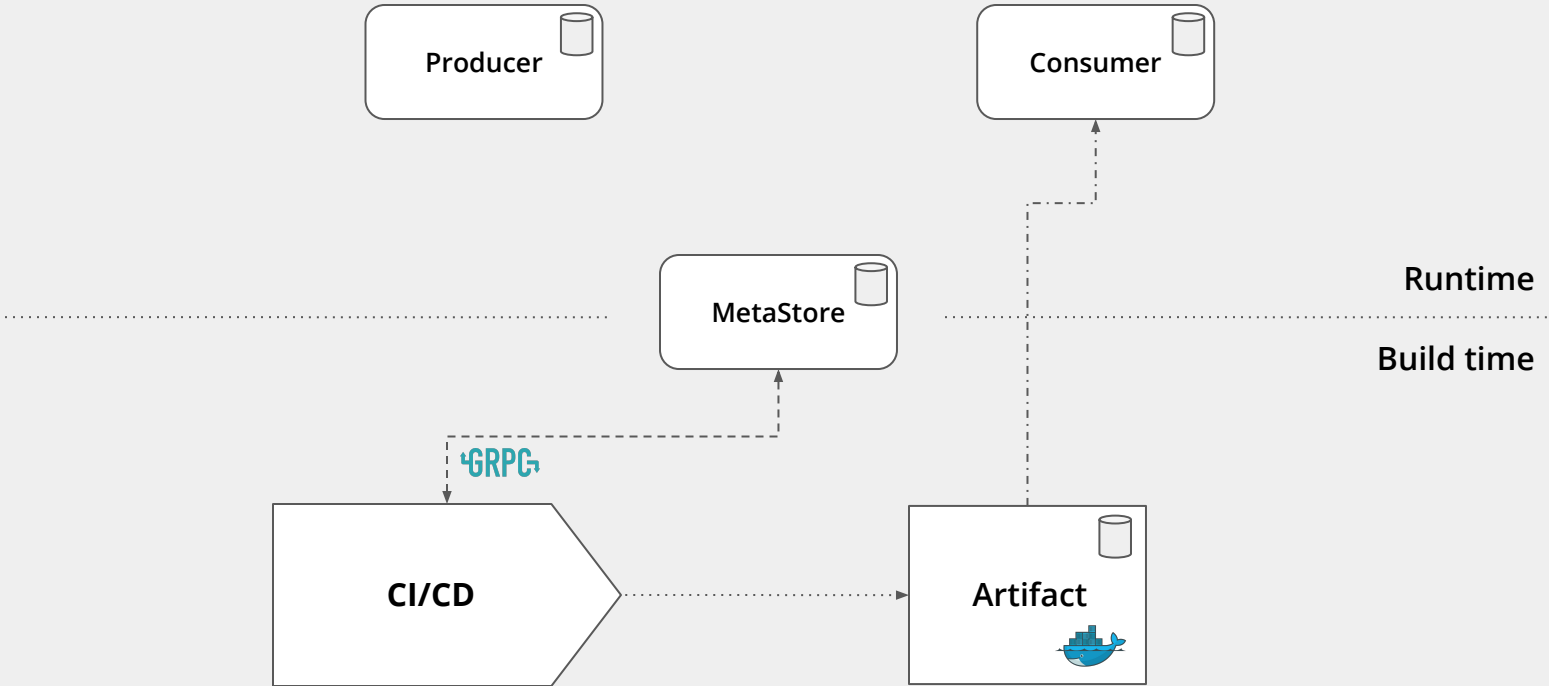 Producer
Consumer
MetaStore
Runtime
Build time
GRPC
CI/CD
Artifact